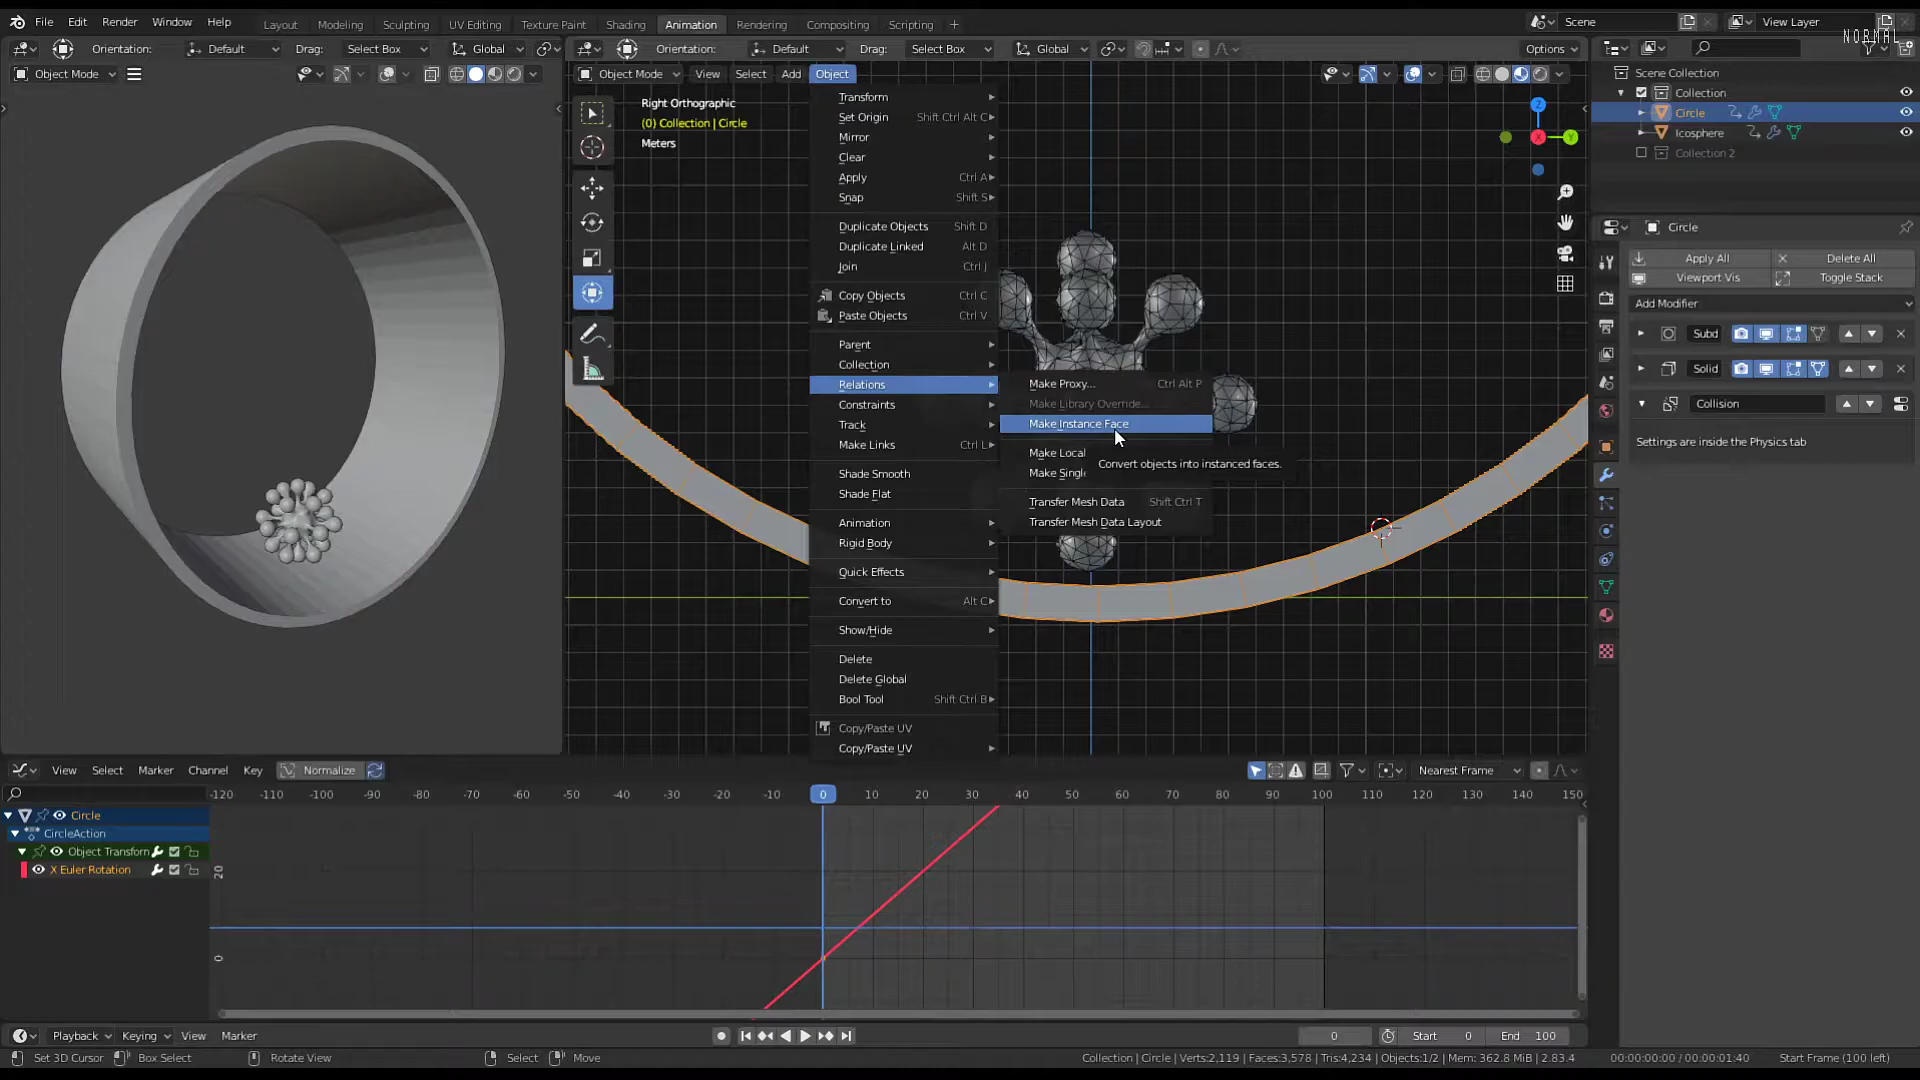 File Edit Render Window Help
Layout Modeling Sculpting UV Editing Texture Paint Shading Animation Rendering Compositing Scripting +
Scene View Layer
NORMAL
Orientation: Default Drag: Select Box Global
Orientation: Default Drag: Select Box Global Options
Object Mode
Object Mode View Select Add Object
Right Orthographic
(0) Collection | Circle
Meters
Transform
Set Origin Shift Ctrl Alt C
Mirror
Clear
Apply Ctrl A
Snap Shift S
Duplicate Objects Shift D
Duplicate Linked Alt D
Join Ctrl J
Copy Objects Ctrl C
Paste Objects Ctrl V
Parent
Collection
Relations
Constraints
Track
Make Links Ctrl L
Shade Smooth
Shade Flat
Animation
Rigid Body
Quick Effects
Convert to Alt C
Show/Hide
Delete
Delete Global
Bool Tool Shift Ctrl B
Copy/Paste UV
Copy/Paste UV
Make Proxy... Ctrl Alt P
Make Library Override...
Make Instance Face
Make Local
Make Singl
Convert objects into instanced faces.
Transfer Mesh Data Shift Ctrl T
Transfer Mesh Data Layout
Z
X
Y
Scene Collection
Collection
Circle
Icosphere
Collection 2
Circle
Apply All Delete All
Viewport Vis Toggle Stack
Add Modifier
Subd
Solid
Collision
Settings are inside the Physics tab
View Select Marker Channel Key Normalize Nearest Frame
-120 -110 -100 -90 -80 -70 -60 -50 -40 -30 -20 -10 0 10 20 30 40 50 60 70 80 90 100 110 120 130 140 150
Circle
CircleAction
Object Transform
X Euler Rotation
20
0
Playback Keying View Marker 0 Start 0 End 100
Set 3D Cursor Box Select Rotate View Select Move
Collection | Circle | Verts:2,119 | Faces:3,578 | Tris:4,234 | Objects:1/2 | Mem: 362.8 MiB | 2.83.4 00:00:00:00 / 00:00:01:40 Start Frame (100 left)